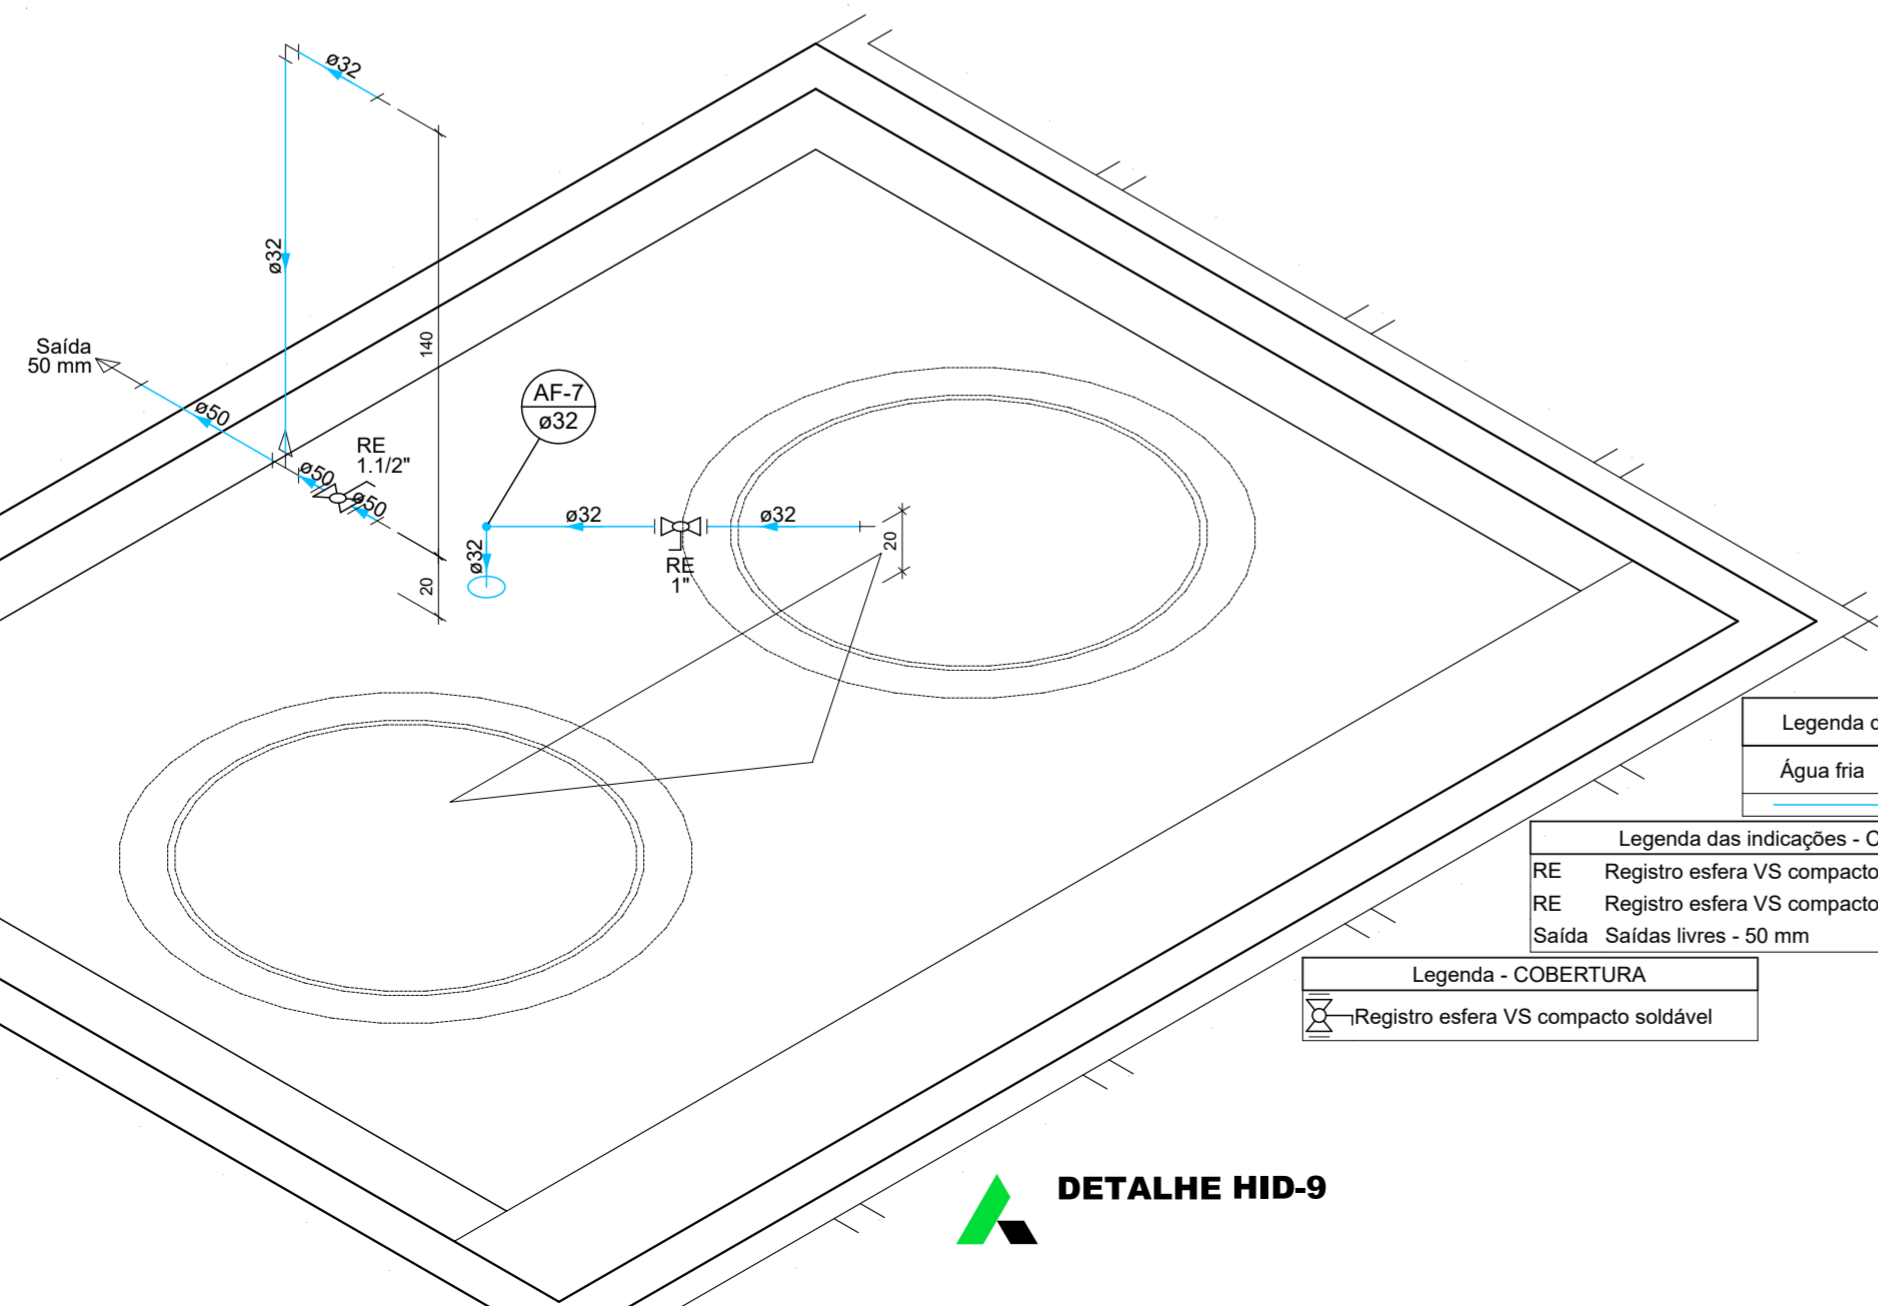 ø32
ø32
140
Saída
50 mm
ø50
RE
1.1/2"
ø50
ø50
AF-7
ø32
ø32
ø32
20
ø32
RE
1"
20
Legenda d
Água fria
Legenda das indicações - C
RE Registro esfera VS compacto
RE Registro esfera VS compacto
Saída Saídas livres - 50 mm
Legenda - COBERTURA
Registro esfera VS compacto soldável
DETALHE HID-9